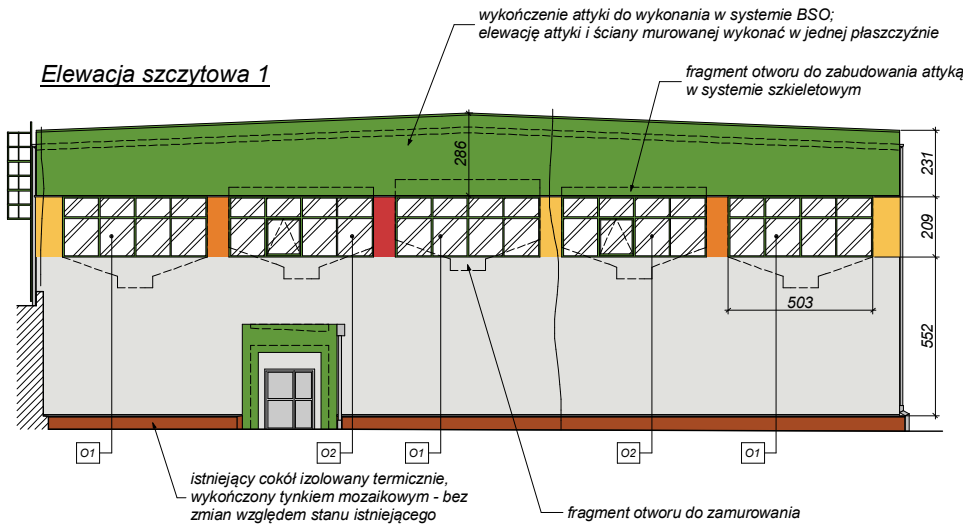 wykończenie attyki do wykonania w systemie BSO;
elewację attyki i ściany murowanej wykonać w jednej płaszczyźnie
Elewacja szczytowa 1
fragment otworu do zabudowania attyką
w systemie szkieletowym
286
231
209
503
552
O1
O2
O1
O2
O1
istniejący cokół izolowany termicznie,
wykończony tynkiem mozaikowym - bez
zmian względem stanu istniejącego
fragment otworu do zamurowania